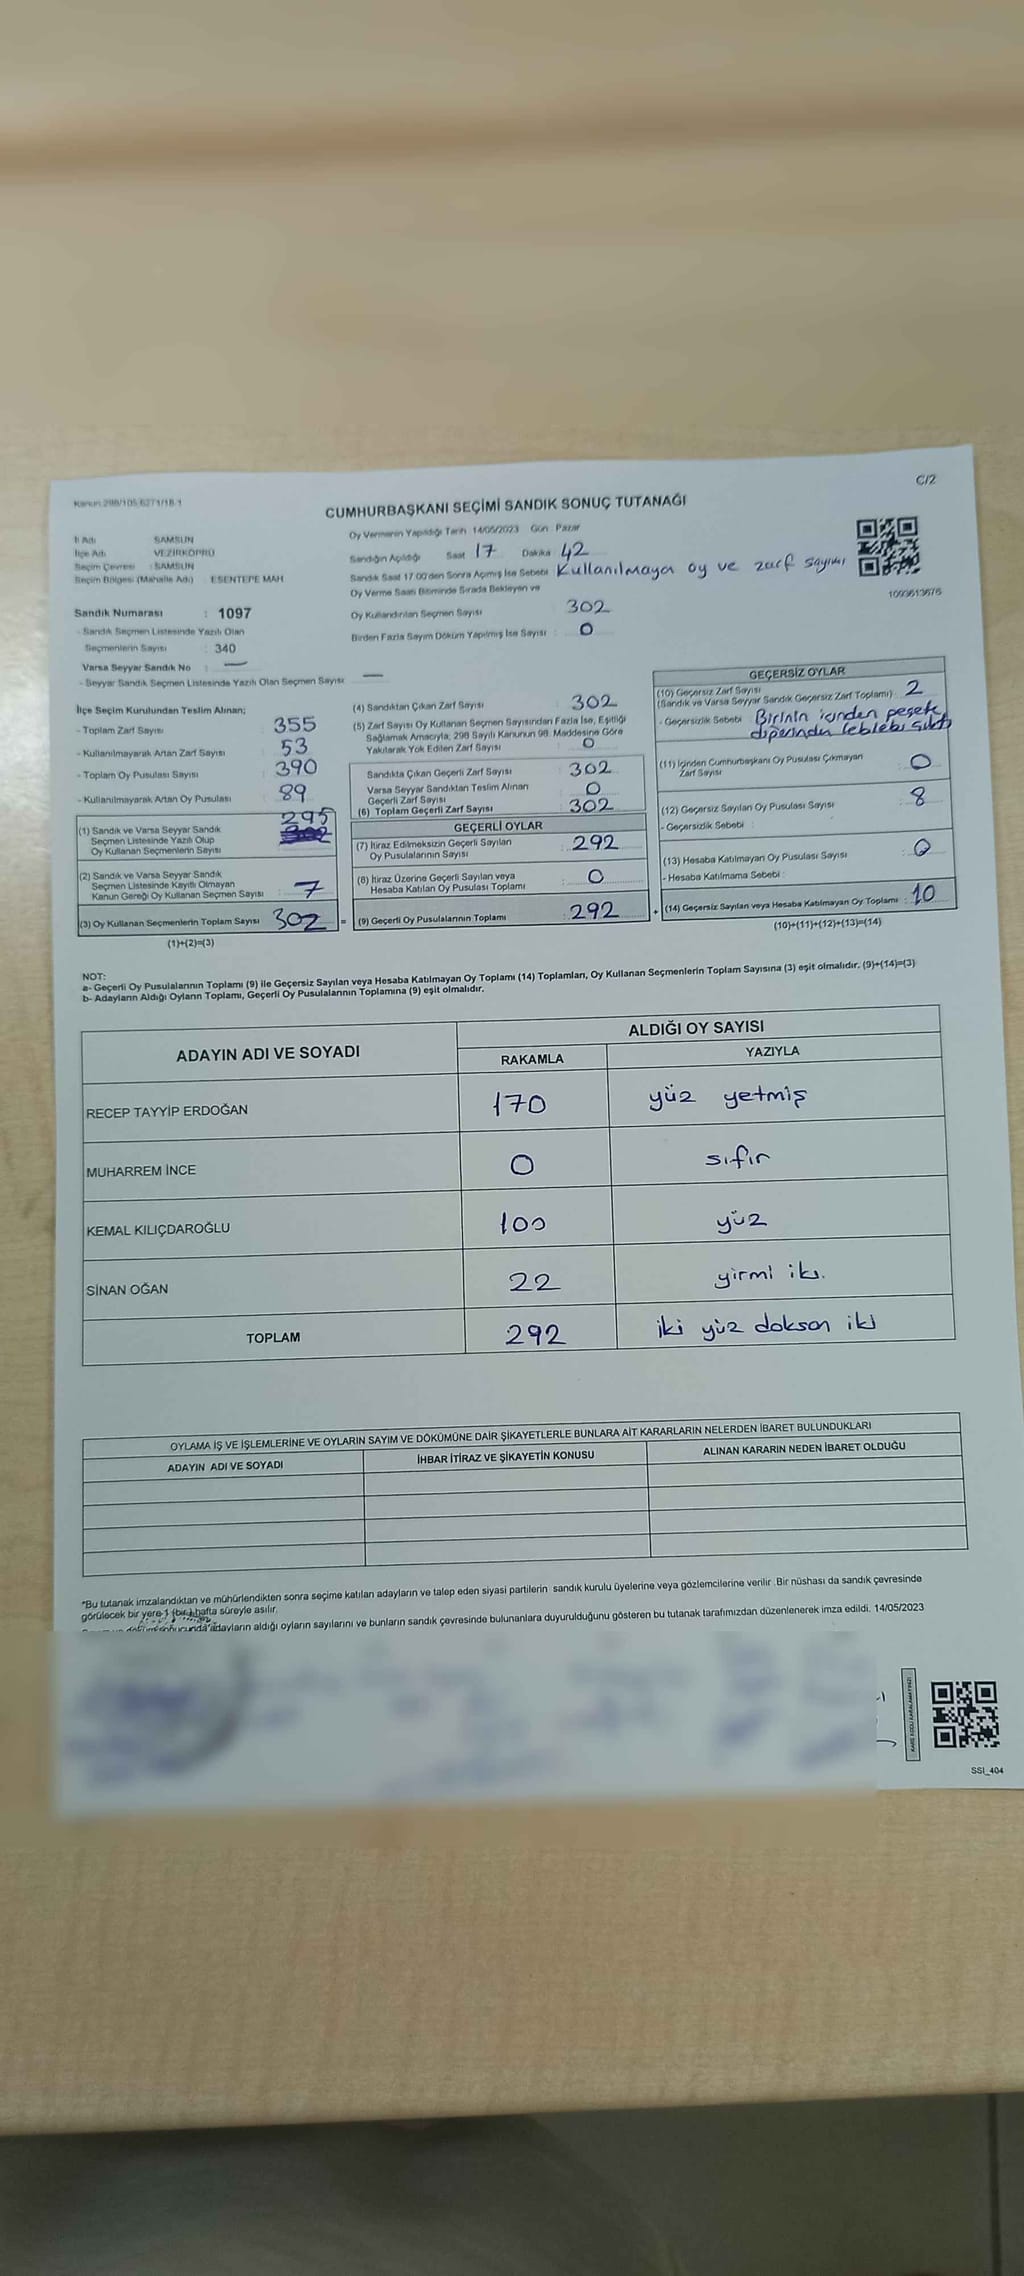 Kanun:298/105,6271/18-1
C/2
CUMHURBAŞKANI SEÇİMİ SANDIK SONUÇ TUTANAĞI
İl Adı : SAMSUN
İlçe Adı : VEZİRKÖPRÜ
Seçim Çevresi : SAMSUN
Seçim Bölgesi (Mahalle Adı) : ESENTEPE MAH
Sandık Numarası : 1097
- Sandık Seçmen Listesinde Yazılı Olan
Seçmenlerin Sayısı : 340
Varsa Seyyar Sandık No : —
- Seyyar Sandık Seçmen Listesinde Yazılı Olan Seçmen Sayısı: —
Oy Vermenin Yapıldığı Tarih 14/05/2023 Gün Pazar
Sandığın Açıldığı Saat 17 Dakika 42
Sandık Saat 17:00'den Sonra Açımış İse Sebebi Kullanılmayan oy ve zarf sayımı
Oy Verme Saati Bitiminde Sırada Bekleyen ve
Oy Kullandırılan Seçmen Sayısı 302
Birden Fazla Sayım Döküm Yapılmış İse Sayısı : 0
1093613676
İlçe Seçim Kurulundan Teslim Alınan;
- Toplam Zarf Sayısı : 355
- Kullanılmayarak Artan Zarf Sayısı : 53
- Toplam Oy Pusulası Sayısı : 390
- Kullanılmayarak Artan Oy Pusulası : 89
295
(1) Sandık ve Varsa Seyyar Sandık
Seçmen Listesinde Yazılı Olup
Oy Kullanan Seçmenlerin Sayısı
(2) Sandık ve Varsa Seyyar Sandık
Seçmen Listesinde Kayıtlı Olmayan
Kanun Gereği Oy Kullanan Seçmen Sayısı : 7
(3) Oy Kullanan Seçmenlerin Toplam Sayısı 302 =
(1)+(2)=(3)
(4) Sandıktan Çıkan Zarf Sayısı : 302
(5) Zarf Sayısı Oy Kullanan Seçmen Sayısından Fazla İse, Eşitliği
Sağlamak Amacıyla, 298 Sayılı Kanunun 98. Maddesine Göre
Yakılarak Yok Edilen Zarf Sayısı : 0
Sandıkta Çıkan Geçerli Zarf Sayısı : 302
Varsa Seyyar Sandıktan Teslim Alınan
Geçerli Zarf Sayısı : 0
(6) Toplam Geçerli Zarf Sayısı : 302
GEÇERLİ OYLAR
(7) İtiraz Edilmeksizin Geçerli Sayılan
Oy Pusulalarının Sayısı : 292
(8) İtiraz Üzerine Geçerli Sayılan veya
Hesaba Katılan Oy Pusulası Toplamı : 0
(9) Geçerli Oy Pusulalarının Toplamı : 292 +
GEÇERSİZ OYLAR
(10) Geçersiz Zarf Sayısı
(Sandık ve Varsa Seyyar Sandık Geçersiz Zarf Toplamı) : 2
- Geçersizlik Sebebi : Birinin içinden peçete
diğerinden leblebi çıktı
(11) İçinden Cumhurbaşkanı Oy Pusulası Çıkmayan
Zarf Sayısı : 0
(12) Geçersiz Sayılan Oy Pusulası Sayısı : 8
- Geçersizlik Sebebi :
(13) Hesaba Katılmayan Oy Pusulası Sayısı : 0
- Hesaba Katılmama Sebebi :
(14) Geçersiz Sayılan veya Hesaba Katılmayan Oy Toplamı : 10
(10)+(11)+(12)+(13)=(14)
NOT:
a- Geçerli Oy Pusulalarının Toplamı (9) ile Geçersiz Sayılan veya Hesaba Katılmayan Oy Toplamı (14) Toplamları, Oy Kullanan Seçmenlerin Toplam Sayısına (3) eşit olmalıdır. (9)+(14)=(3)
b- Adayların Aldığı Oyların Toplamı, Geçerli Oy Pusulalarının Toplamına (9) eşit olmalıdır.
ADAYIN ADI VE SOYADI
ALDIĞI OY SAYISI
RAKAMLA YAZIYLA
RECEP TAYYİP ERDOĞAN 170 yüz yetmiş
MUHARREM İNCE 0 sıfır
KEMAL KILIÇDAROĞLU 100 yüz
SİNAN OĞAN 22 yirmi iki
TOPLAM 292 iki yüz doksan iki
OYLAMA İŞ VE İŞLEMLERİNE VE OYLARIN SAYIM VE DÖKÜMÜNE DAİR ŞİKAYETLERLE BUNLARA AİT KARARLARIN NELERDEN İBARET BULUNDUKLARI
ADAYIN ADI VE SOYADI İHBAR İTİRAZ VE ŞİKAYETİN KONUSU ALINAN KARARIN NEDEN İBARET OLDUĞU
*Bu tutanak imzalandıktan ve mühürlendikten sonra seçime katılan adayların ve talep eden siyasi partilerin sandık kurulu üyelerine veya gözlemcilerine verilir. Bir nüshası da sandık çevresinde
görülecek bir yere 1 (bir) hafta süreyle asılır.
adayların aldığı oyların sayılarını ve bunların sandık çevresinde bulunanlara duyurulduğunu gösteren bu tutanak tarafımızdan düzenlenerek imza edildi. 14/05/2023
SSI_404